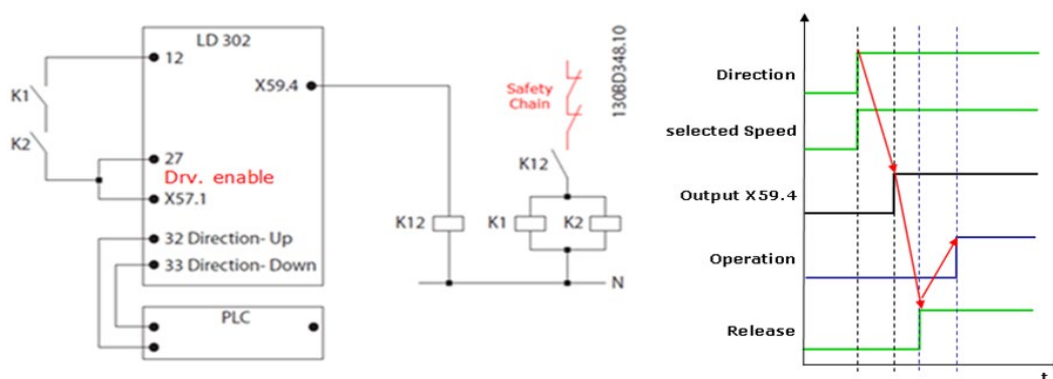 LD 302
12
X59.4
K1
K2
27
Drv. enable
X57.1
32 Direction- Up
33 Direction- Down
PLC
K12
Safety
Chain
K12
K1
K2
N
130BD348.10
Direction
selected Speed
Output X59.4
Operation
Release
t